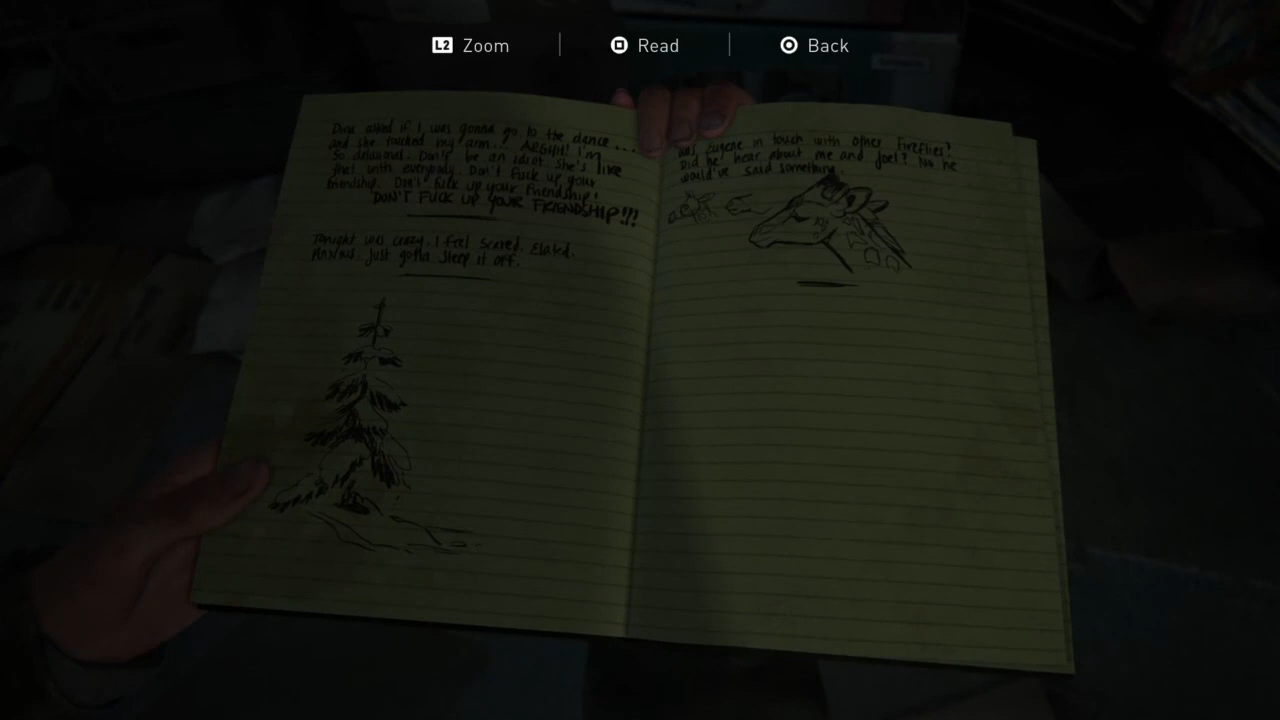 L2 Zoom
Read
Back
Dina asked if I was gonna go to the dance....
and she touched my arm... ARGH! I'm
so delusional. Don't be an idiot. She's like
that with everybody. Don't fuck up your
friendship. Don't fuck up your friendship!
DON'T FUCK UP YOUR FRIENDSHIP!!!
Tonight was crazy. I feel scared. Elated.
Anxious. Just gotta sleep it off.
Was Eugene in touch with other Fireflies?
Did he hear about me and Joel? No he
would've said something.